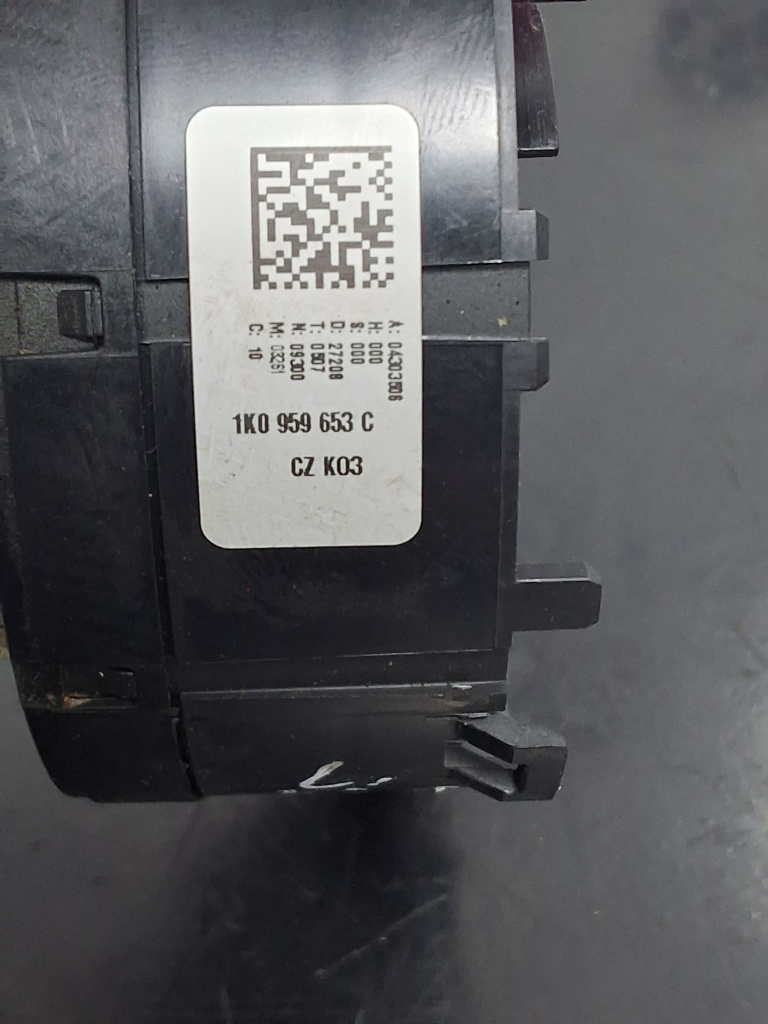 A: 04303506
H: 000
S: 000
D: 27208
T: 0507
N: 09300
M: 03261
C: 10
1K0 959 653 C
CZ K03